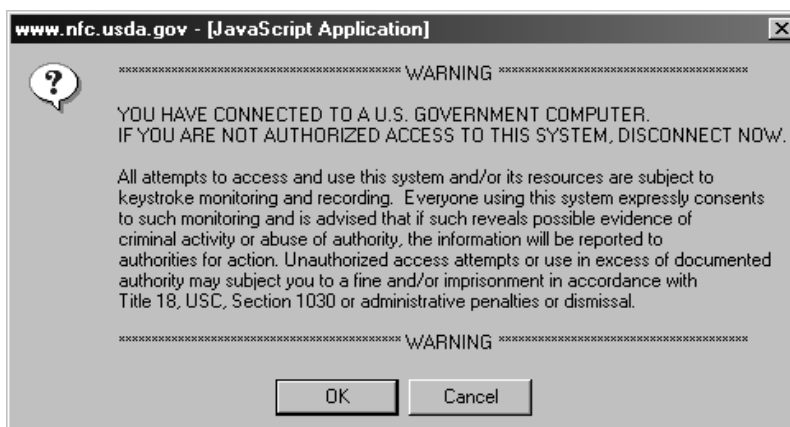 www.nfc.usda.gov - [JavaScript Application]
******************************************* WARNING **************************************
YOU HAVE CONNECTED TO A U.S. GOVERNMENT COMPUTER.
IF YOU ARE NOT AUTHORIZED ACCESS TO THIS SYSTEM, DISCONNECT NOW.
All attempts to access and use this system and/or its resources are subject to
keystroke monitoring and recording.  Everyone using this system expressly consents
to such monitoring and is advised that if such reveals possible evidence of
criminal activity or abuse of authority, the information will be reported to
authorities for action. Unauthorized access attempts or use in excess of documented
authority may subject you to a fine and/or imprisonment in accordance with
Title 18, USC, Section 1030 or administrative penalties or dismissal.
******************************************* WARNING **************************************
OK Cancel